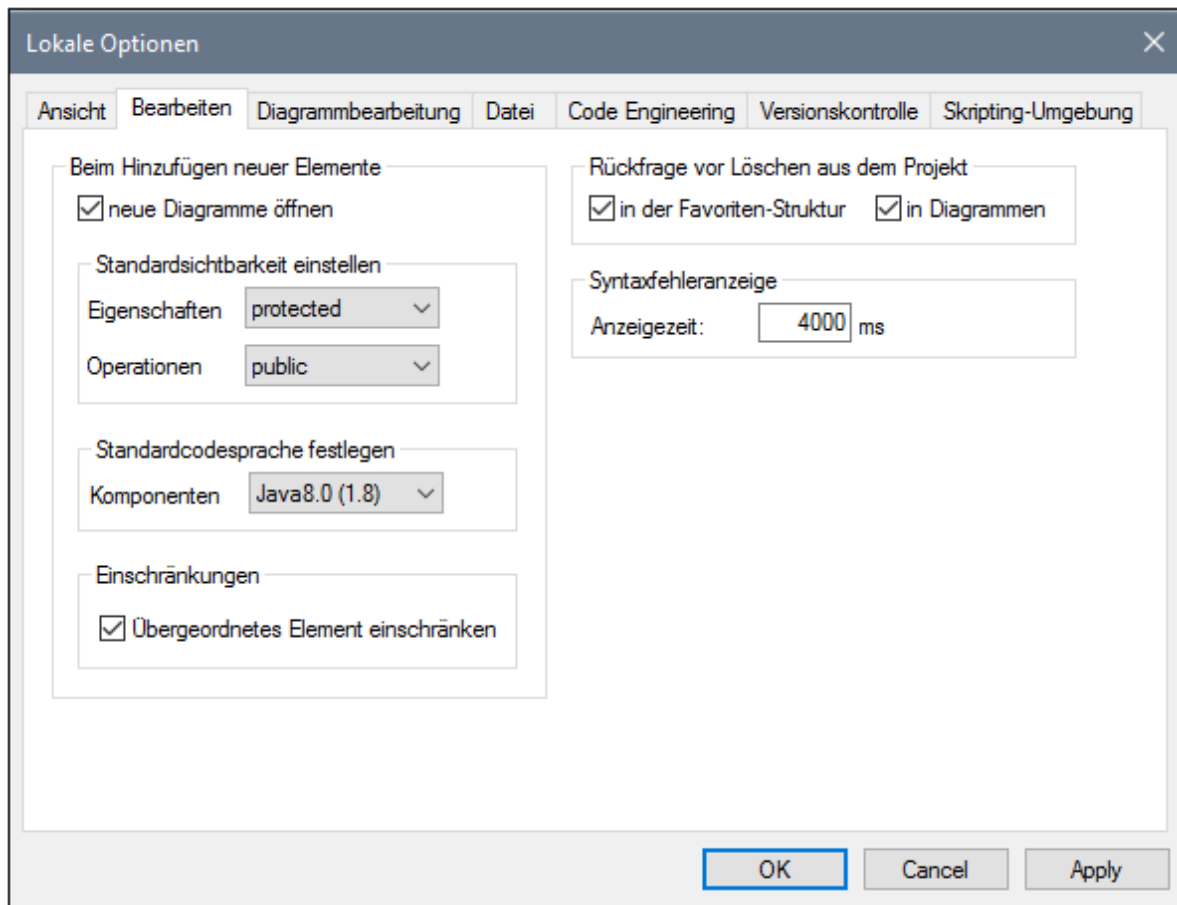 Lokale Optionen
Ansicht Bearbeiten Diagrammbearbeitung Datei Code Engineering Versionskontrolle Skripting-Umgebung
Beim Hinzufügen neuer Elemente
neue Diagramme öffnen
Standardsichtbarkeit einstellen
Eigenschaften protected
Operationen public
Standardcodesprache festlegen
Komponenten Java8.0 (1.8)
Einschränkungen
Übergeordnetes Element einschränken
Rückfrage vor Löschen aus dem Projekt
in der Favoriten-Struktur in Diagrammen
Syntaxfehleranzeige
Anzeigezeit: 4000 ms
OK Cancel Apply